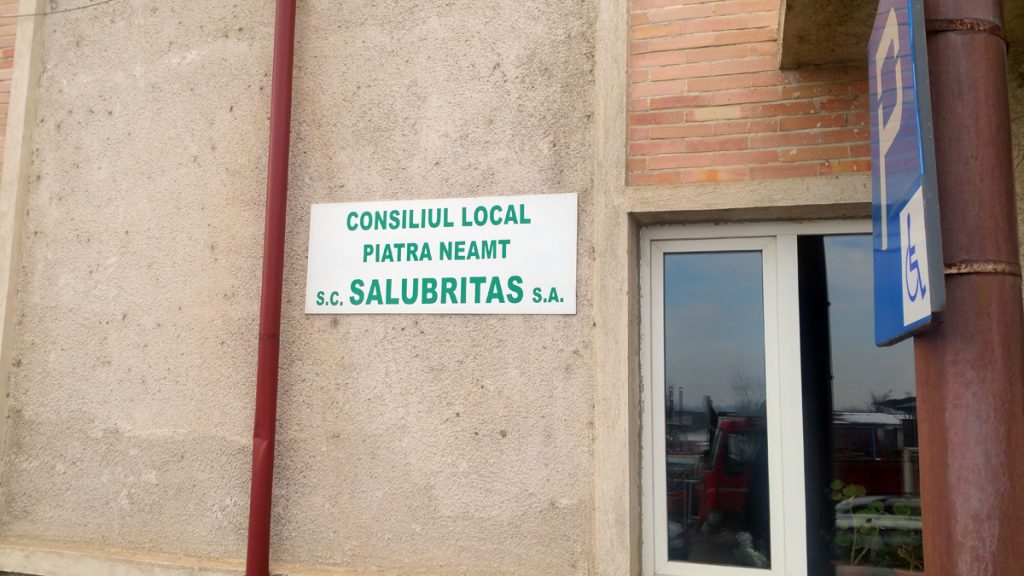 CONSILIUL LOCAL
PIATRA NEAMT
S.C. SALUBRITAS S.A.